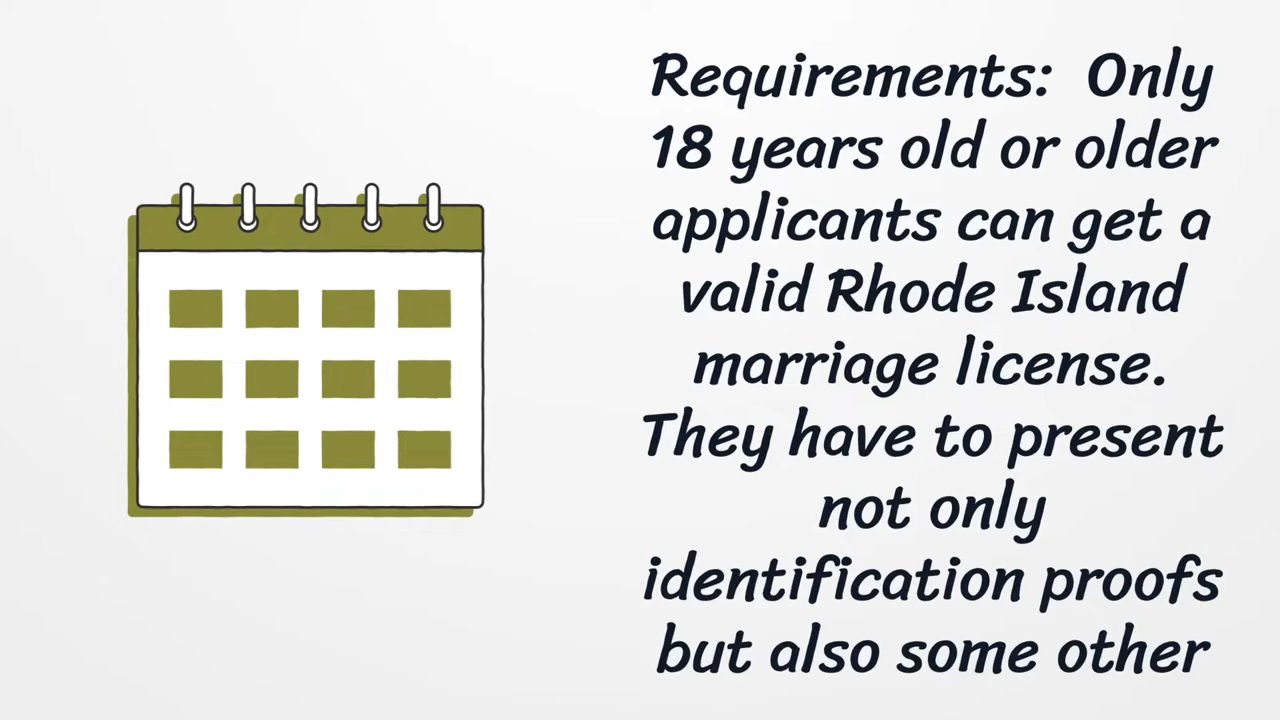 Requirements: Only
18 years old or older
applicants can get a
valid Rhode Island
marriage license.
They have to present
not only
identification proofs
but also some other